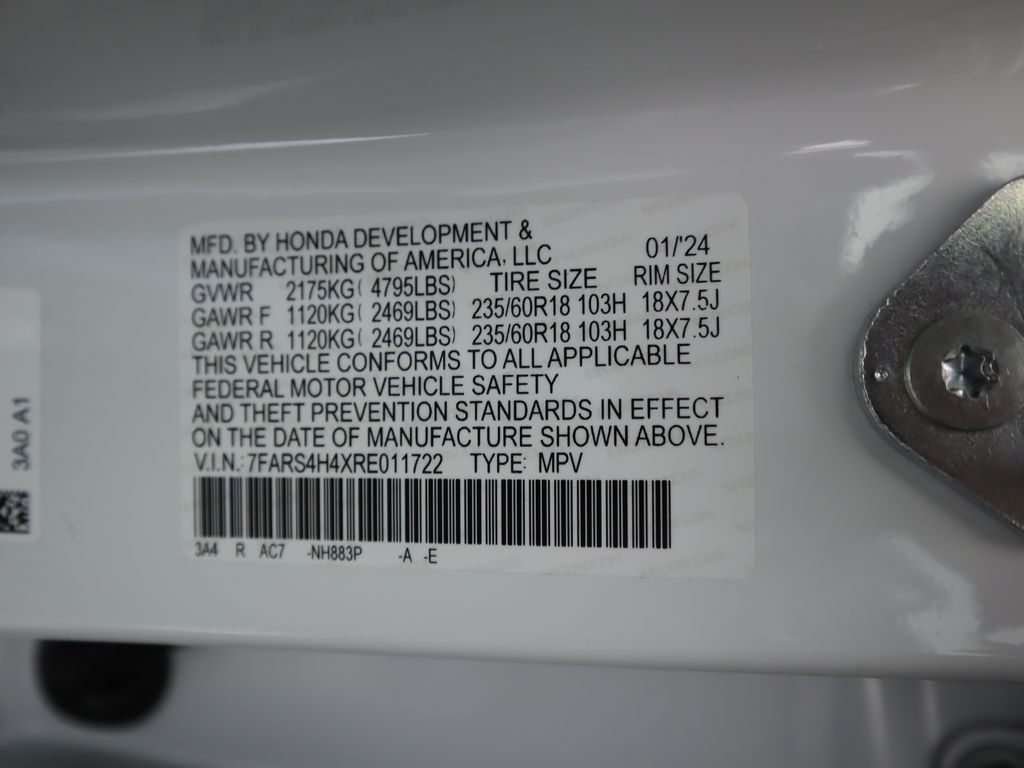 MFD. BY HONDA DEVELOPMENT &
MANUFACTURING OF AMERICA, LLC 01/'24
GVWR 2175KG( 4795LBS) TIRE SIZE RIM SIZE
GAWR F 1120KG( 2469LBS) 235/60R18 103H 18X7.5J
GAWR R 1120KG( 2469LBS) 235/60R18 103H 18X7.5J
THIS VEHICLE CONFORMS TO ALL APPLICABLE
FEDERAL MOTOR VEHICLE SAFETY
AND THEFT PREVENTION STANDARDS IN EFFECT
ON THE DATE OF MANUFACTURE SHOWN ABOVE.
V.I.N.: 7FARS4H4XRE011722 TYPE: MPV
3A4 R AC7 -NH883P -A -E
3A0 A1